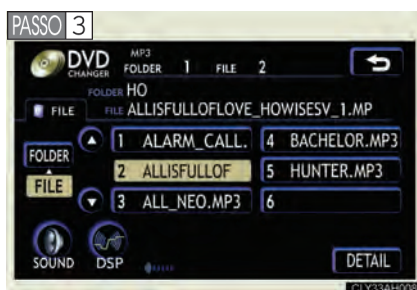 PASSO 3
DVD CHANGER MP3 FOLDER 1 FILE 2
FOLDER HO
FILE FILE ALLISFULLOFLOVE_HOWISESV_1.MP
1 ALARM_CALL. 4 BACHELOR.MP3
FOLDER
2 ALLISFULLOF 5 HUNTER.MP3
FILE
3 ALL_NEO.MP3 6
SOUND DSP DETAIL
CLY33AH008